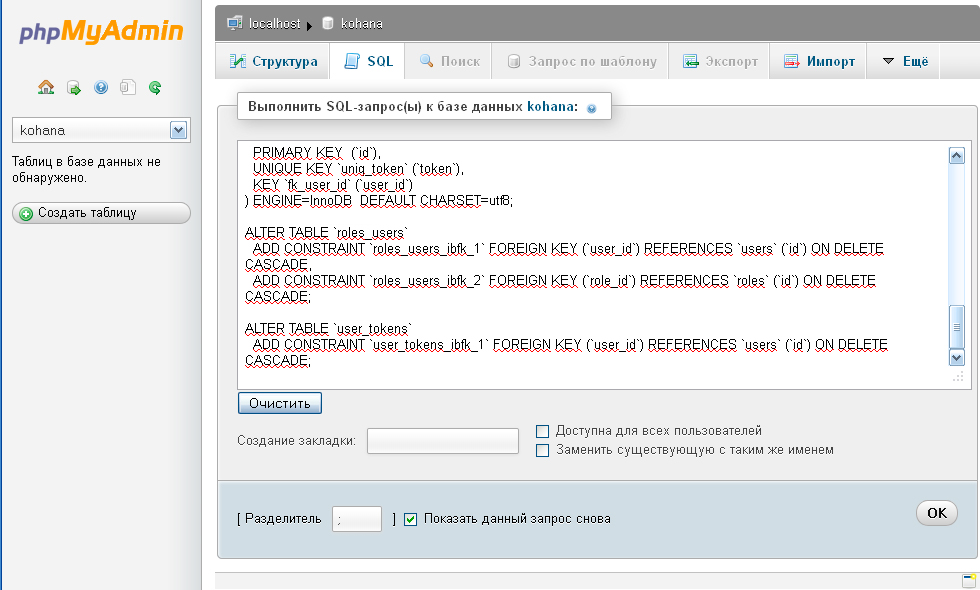 phpMyAdmin
kohana
Таблиц в базе данных не
обнаружено.
Создать таблицу
localhost kohana
Структура SQL Поиск Запрос по шаблону Экспорт Импорт Ещё
Выполнить SQL-запрос(ы) к базе данных kohana:
PRIMARY KEY  (`id`),
UNIQUE KEY `uniq_token` (`token`),
KEY `fk_user_id` (`user_id`)
) ENGINE=InnoDB  DEFAULT CHARSET=utf8;
ALTER TABLE `roles_users`
ADD CONSTRAINT `roles_users_ibfk_1` FOREIGN KEY (`user_id`) REFERENCES `users` (`id`) ON DELETE
CASCADE,
ADD CONSTRAINT `roles_users_ibfk_2` FOREIGN KEY (`role_id`) REFERENCES `roles` (`id`) ON DELETE
CASCADE;
ALTER TABLE `user_tokens`
ADD CONSTRAINT `user_tokens_ibfk_1` FOREIGN KEY (`user_id`) REFERENCES `users` (`id`) ON DELETE
CASCADE;
Очистить
Создание закладки:
Доступна для всех пользователей
Заменить существующую с таким же именем
[ Разделитель ; ] Показать данный запрос снова
OK